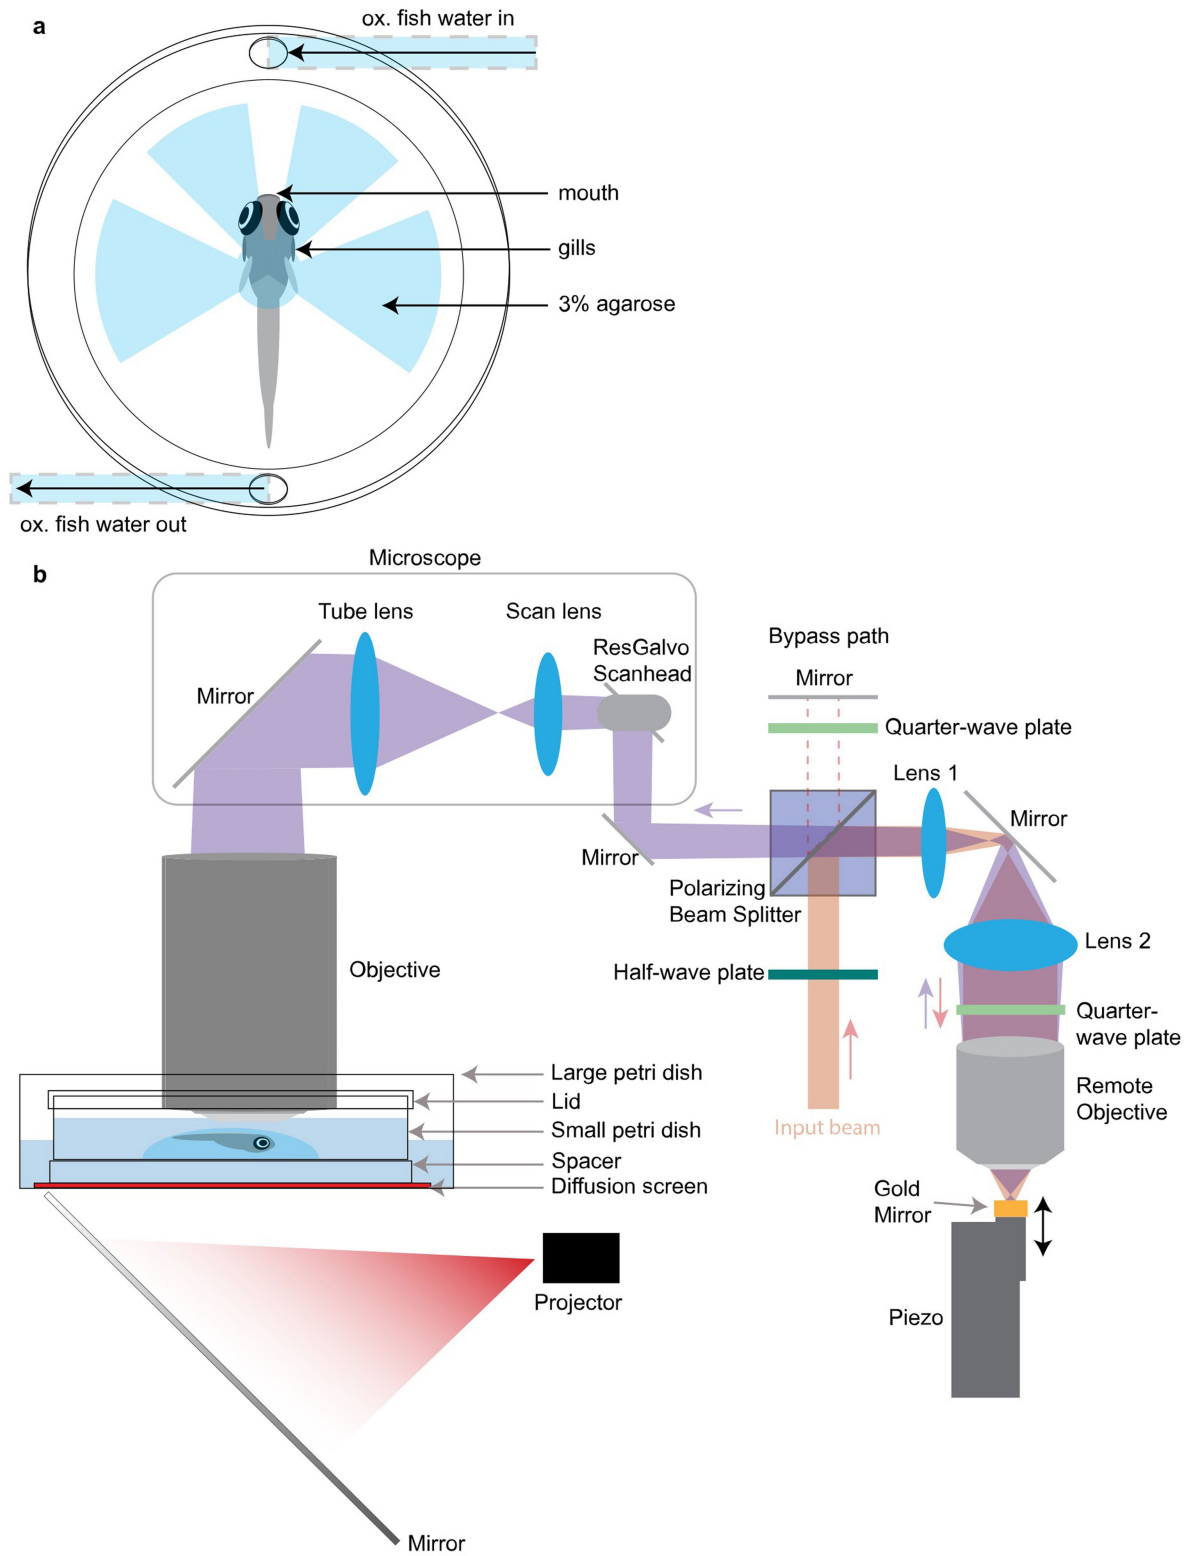 a
ox. fish water in
mouth
gills
3% agarose
ox. fish water out
b
Microscope
Tube lens
Scan lens
ResGalvo
Scanhead
Mirror
Bypass path
Mirror
Quarter-wave plate
Lens 1
Mirror
Mirror
Polarizing
Beam Splitter
Lens 2
Objective
Half-wave plate
Quarter-
wave plate
Large petri dish
Lid
Small petri dish
Spacer
Diffusion screen
Input beam
Remote
Objective
Gold
Mirror
Projector
Piezo
Mirror